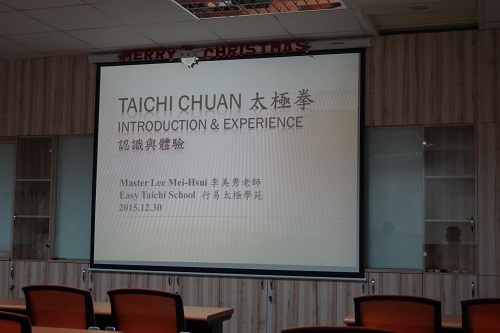 MERRY CHRISTMAS
TAICHI CHUAN 太極拳
INTRODUCTION & EXPERIENCE
認識與體驗
Master Lee Mei-Hsui 李美秀老師
Easy Taichi School 行易太極學苑
2015.12.30